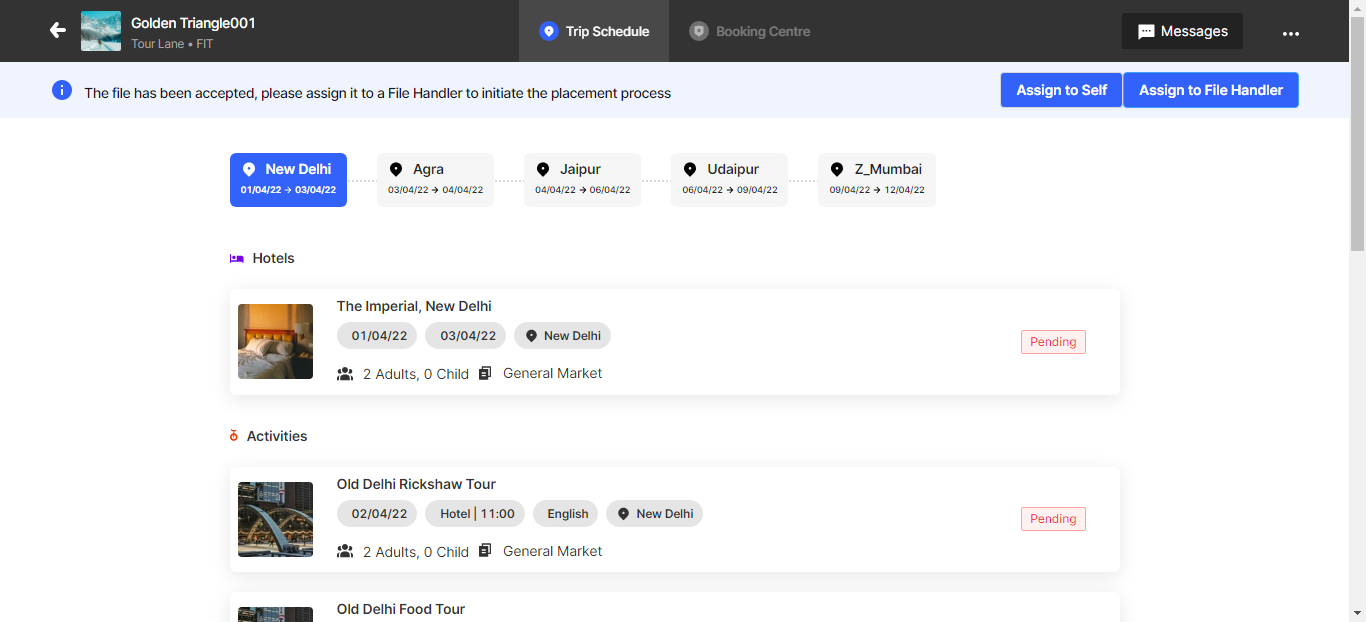 Golden Triangle001
Tour Lane • FIT
Trip Schedule
Booking Centre
Messages
The file has been accepted, please assign it to a File Handler to initiate the placement process
Assign to Self
Assign to File Handler
New Delhi
01/04/22 → 03/04/22
Agra
03/04/22 → 04/04/22
Jaipur
04/04/22 → 06/04/22
Udaipur
06/04/22 → 09/04/22
Z_Mumbai
09/04/22 → 12/04/22
Hotels
The Imperial, New Delhi
01/04/22 03/04/22 New Delhi
Pending
2 Adults, 0 Child General Market
Activities
Old Delhi Rickshaw Tour
02/04/22 Hotel | 11:00 English New Delhi
Pending
2 Adults, 0 Child General Market
Old Delhi Food Tour